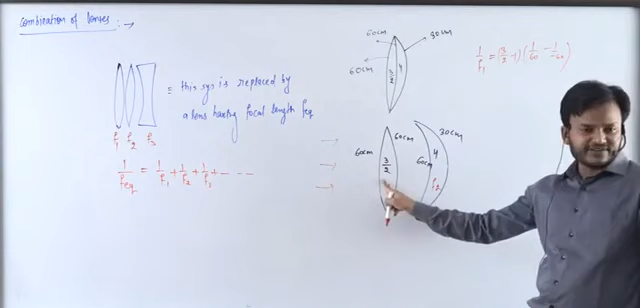 Combination of lenses :→
f1 f2 f3
≡ this sys is replaced by
a lens having focal length feq
1/feq = 1/f1 + 1/f2 + 1/f3 + - - - -
60cm
30cm
60cm
3/2
4
60cm
60cm
30cm
3/2
60cm
4
f2
1/f1 = (3/2 - 1) (1/60 - 1/-60)